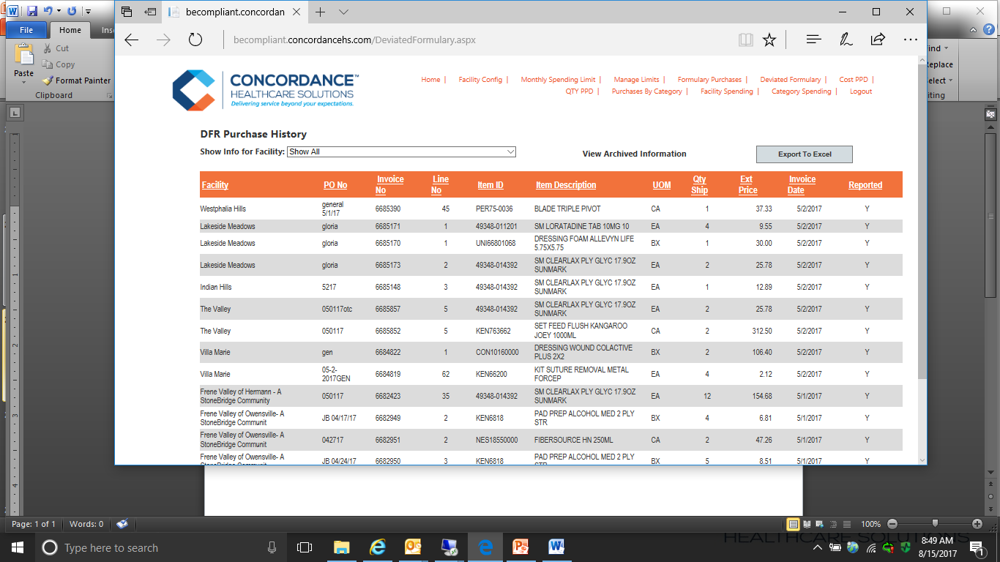 becompliant.concordan
File
Home
Ins
becompliant.concordancehs.com/DeviatedFormulary.aspx
Cut
Copy
Format Painter
Paste
Clipboard
ind
eplace
elect
iting
CONCORDANCE™
HEALTHCARE SOLUTIONS
Delivering service beyond your expectations.
Home | Facility Config | Monthly Spending Limit | Manage Limits | Formulary Purchases | Deviated Formulary | Cost PPD |
QTY PPD | Purchases By Category | Facility Spending | Category Spending | Logout
DFR Purchase History
Show Info for Facility: Show All
View Archived Information
Export To Excel
Facility PO No Invoice No Line No Item ID Item Description UOM Qty Ship Ext Price Invoice Date Reported
Westphalia Hills general 5/1/17 6685390 45 PER75-0036 BLADE TRIPLE PIVOT CA 1 37.33 5/2/2017 Y
Lakeside Meadows gloria 6685171 1 49348-011201 SM LORATADINE TAB 10MG 10 EA 4 9.55 5/2/2017 Y
Lakeside Meadows gloria 6685170 1 UNI66801068 DRESSING FOAM ALLEVYN LIFE 5.75X5.75 BX 1 30.00 5/2/2017 Y
Lakeside Meadows gloria 6685173 2 49348-014392 SM CLEARLAX PLY GLYC 17.9OZ SUNMARK EA 2 25.78 5/2/2017 Y
Indian Hills 5217 6685148 3 49348-014392 SM CLEARLAX PLY GLYC 17.9OZ SUNMARK EA 1 12.89 5/2/2017 Y
The Valley 050117otc 6685857 5 49348-014392 SM CLEARLAX PLY GLYC 17.9OZ SUNMARK EA 2 25.78 5/2/2017 Y
The Valley 050117 6685852 5 KEN763662 SET FEED FLUSH KANGAROO JOEY 1000ML CA 2 312.50 5/2/2017 Y
Villa Marie gen 6684822 1 CON10160000 DRESSING WOUND COLACTIVE PLUS 2X2 BX 2 106.40 5/2/2017 Y
Villa Marie 05-2-2017GEN 6684819 62 KEN66200 KIT SUTURE REMOVAL METAL FORCEP EA 4 2.12 5/2/2017 Y
Frene Valley of Hermann - A StoneBridge Community 050117 6682423 35 49348-014392 SM CLEARLAX PLY GLYC 17.9OZ SUNMARK EA 12 154.68 5/1/2017 Y
Frene Valley of Owensville- A StoneBridge Communit JB 04/17/17 6682949 2 KEN6818 PAD PREP ALCOHOL MED 2 PLY STR BX 4 6.81 5/1/2017 Y
Frene Valley of Owensville- A StoneBridge Communit 042717 6682951 2 NES18550000 FIBERSOURCE HN 250ML CA 2 47.26 5/1/2017 Y
Frene Valley of Owensville- A JB 04/24/17 6682950 3 KEN6818 PAD PREP ALCOHOL MED 2 PLY BX 5 8.51 5/1/2017 Y
Page: 1 of 1 Words: 0
100%
HEALTHCARE SOLUTIONS
Type here to search
8:49 AM
8/15/2017